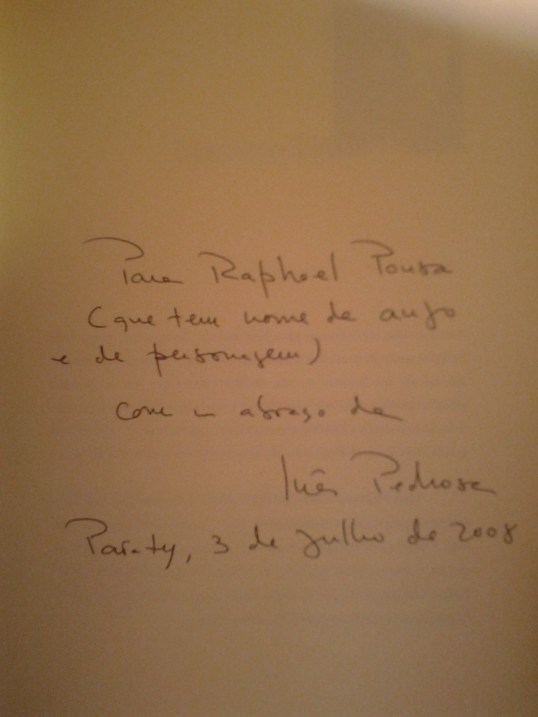 Para Raphael Pousa
(que tem nome de anjo
e de personagem)
com um abraço de
Inês Pedrosa
Paraty, 3 de julho de 2008